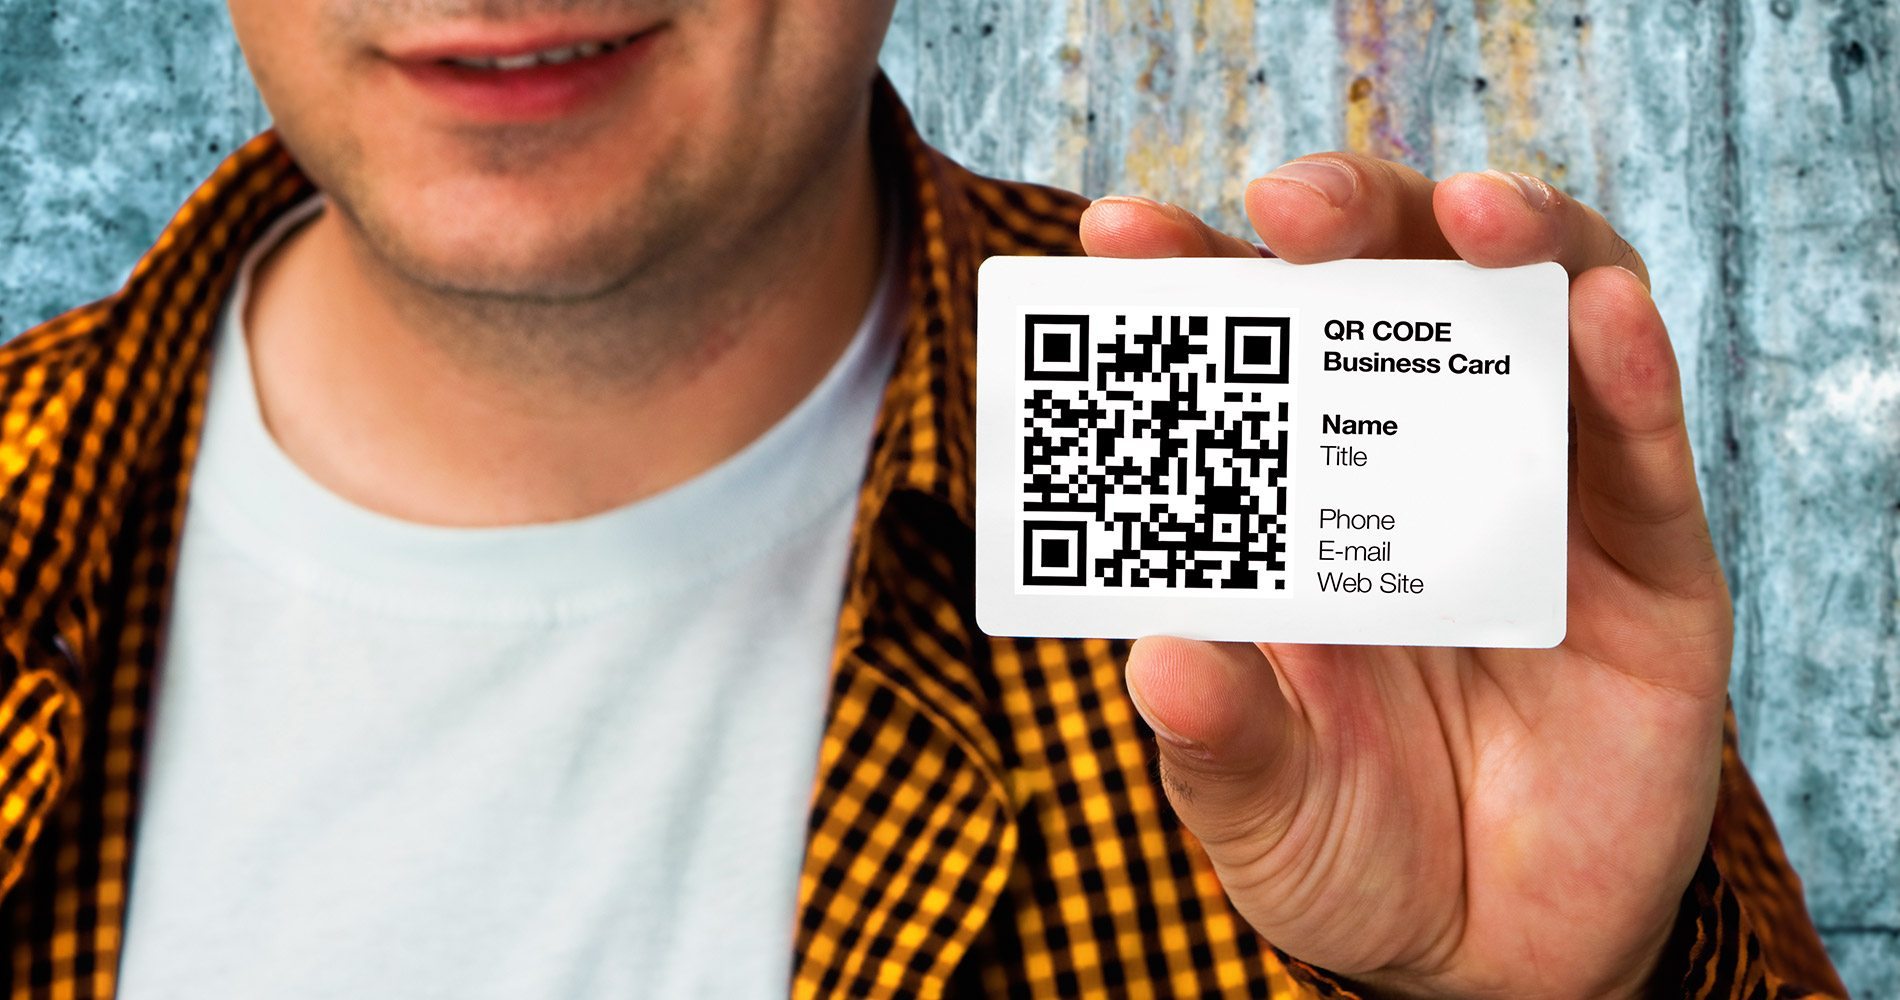 QR CODE
Business Card
Name
Title
Phone
E-mail
Web Site